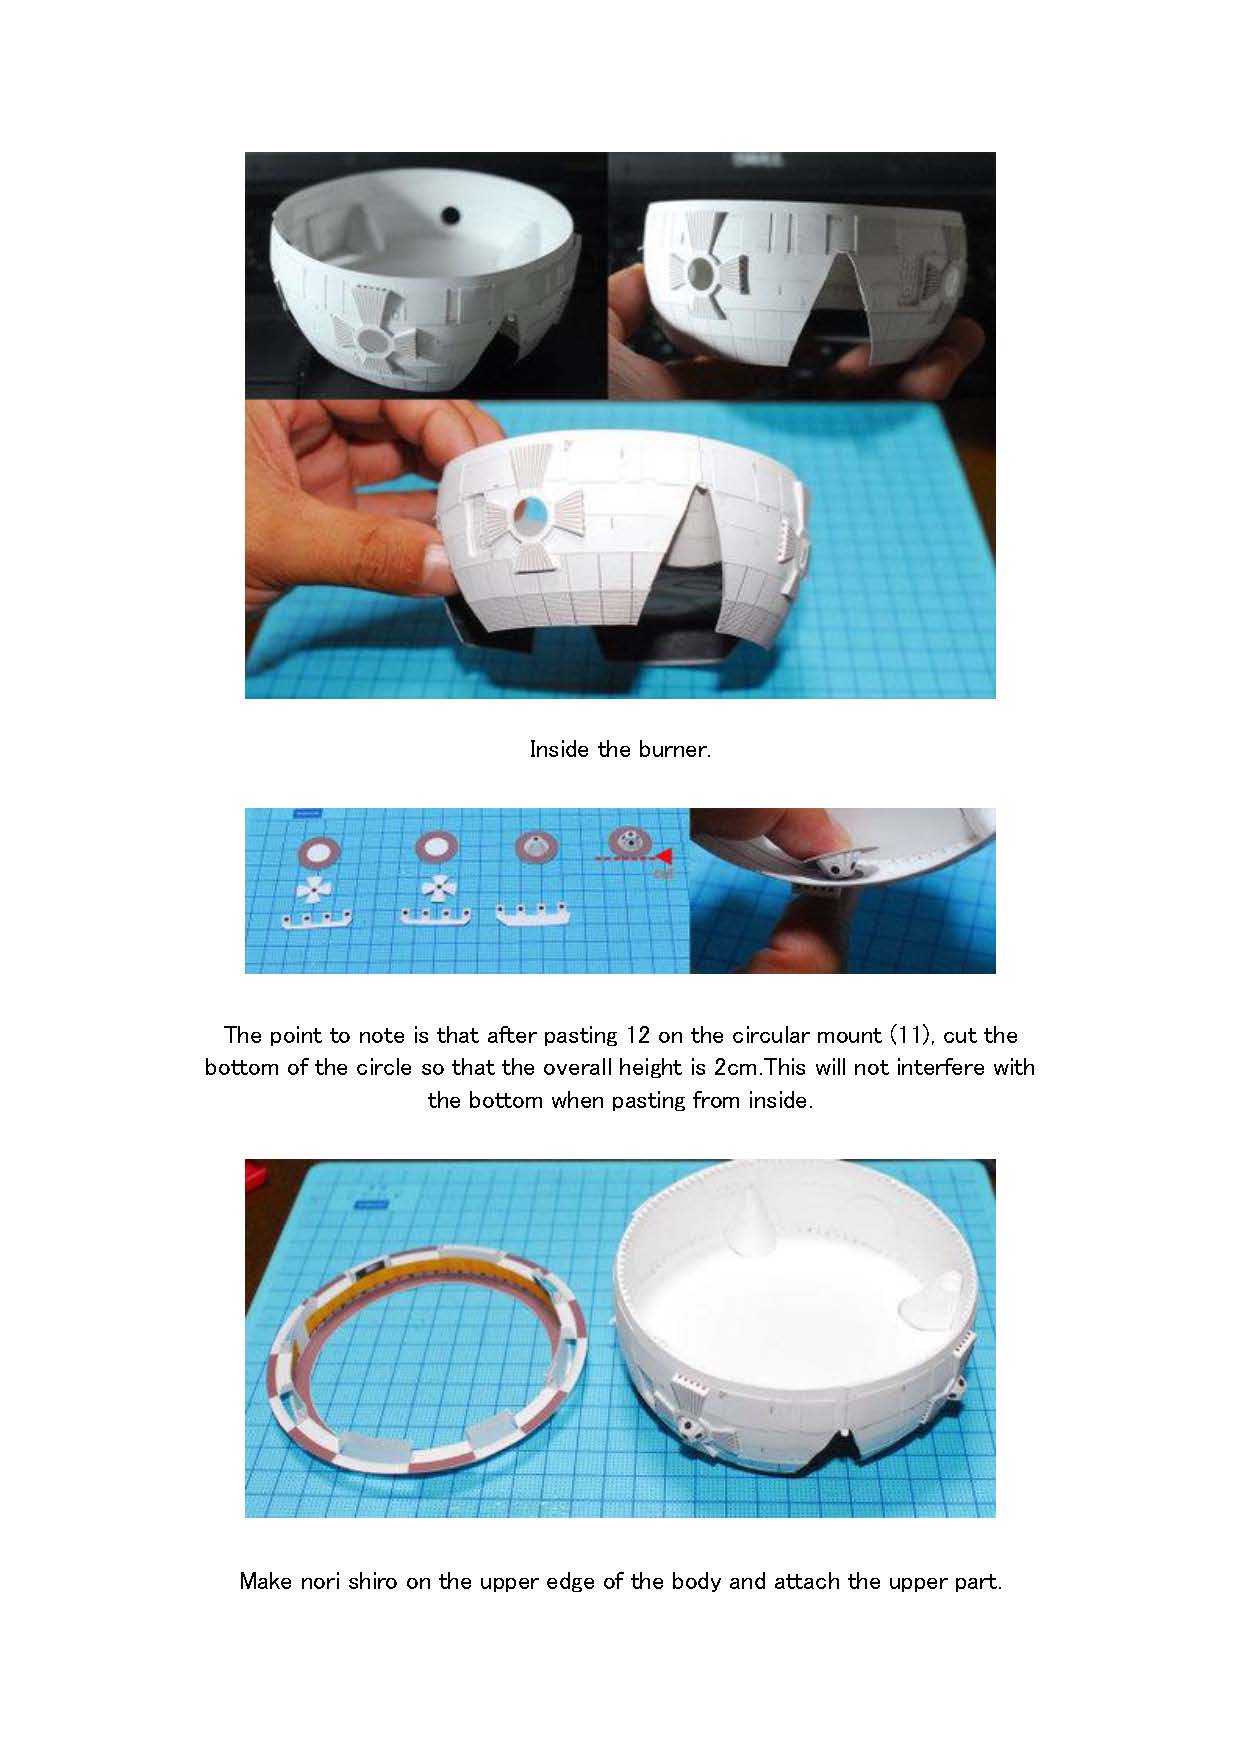 Inside the burner.
cut
The point to note is that after pasting 12 on the circular mount (11), cut the
bottom of the circle so that the overall height is 2cm.This will not interfere with
the bottom when pasting from inside.
Make nori shiro on the upper edge of the body and attach the upper part.